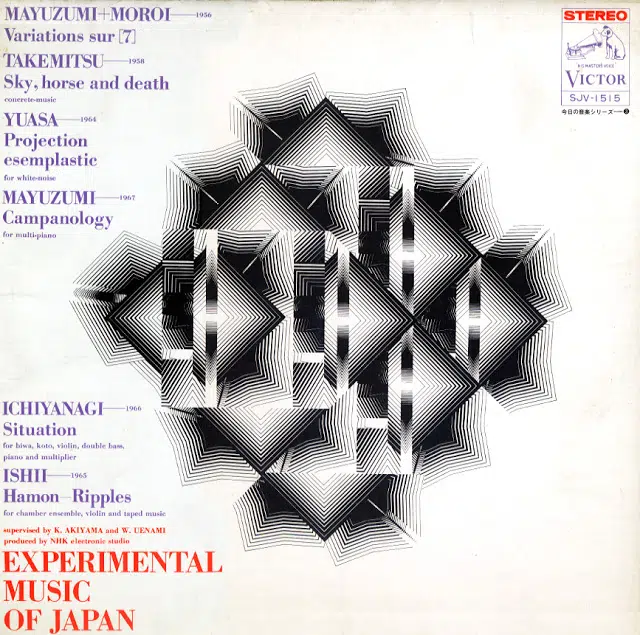 MAYUZUMI+MOROI—1956
Variations sur [7]
TAKEMITSU—1958
Sky, horse and death
concrete-music
YUASA—1964
Projection
esemplastic
for white-noise
MAYUZUMI—1967
Campanology
for multi-piano
ICHIYANAGI—1966
Situation
for biwa, koto, violin, double bass,
piano and multiplier
ISHII—1965
Hamon—Ripples
for chamber ensemble, violin and taped music
supervised by K. AKIYAMA and W. UENAMI
produced by NHK electronic studio
EXPERIMENTAL
MUSIC
OF JAPAN
STEREO
"HIS MASTER'S VOICE"
VICTOR
SJV-1515
今日の音楽シリーズ—❸